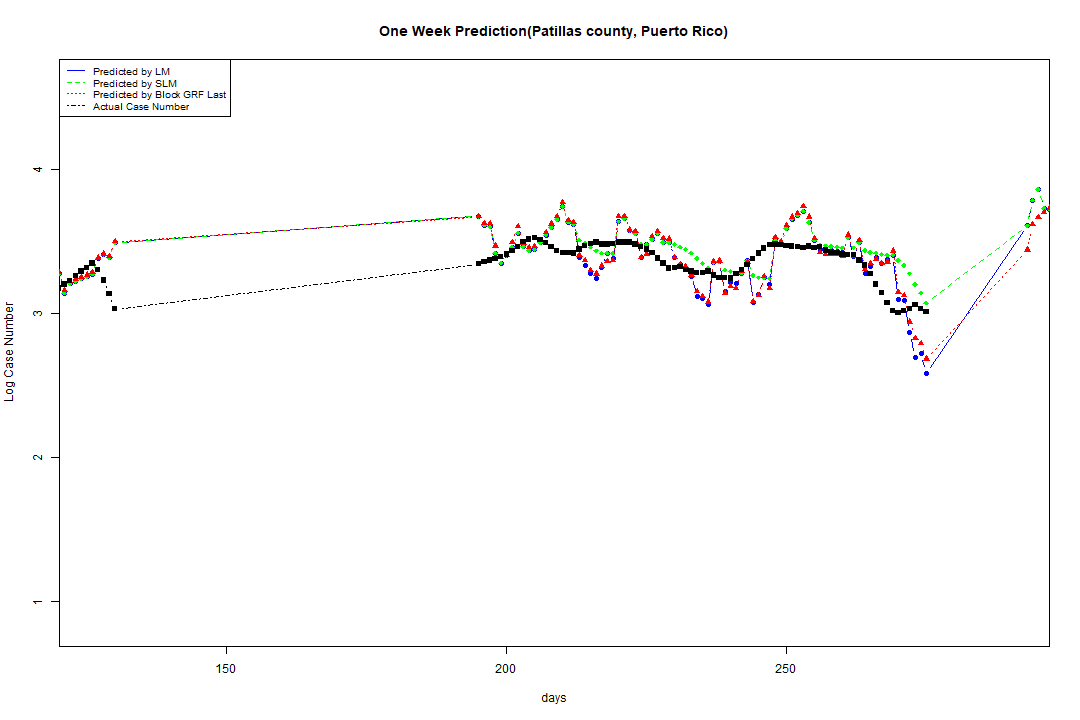 One Week Prediction(Patillas county, Puerto Rico)
Predicted by LM
Predicted by SLM
Predicted by Block GRF Last
Actual Case Number
4
3
2
1
Log Case Number
150
200
250
days